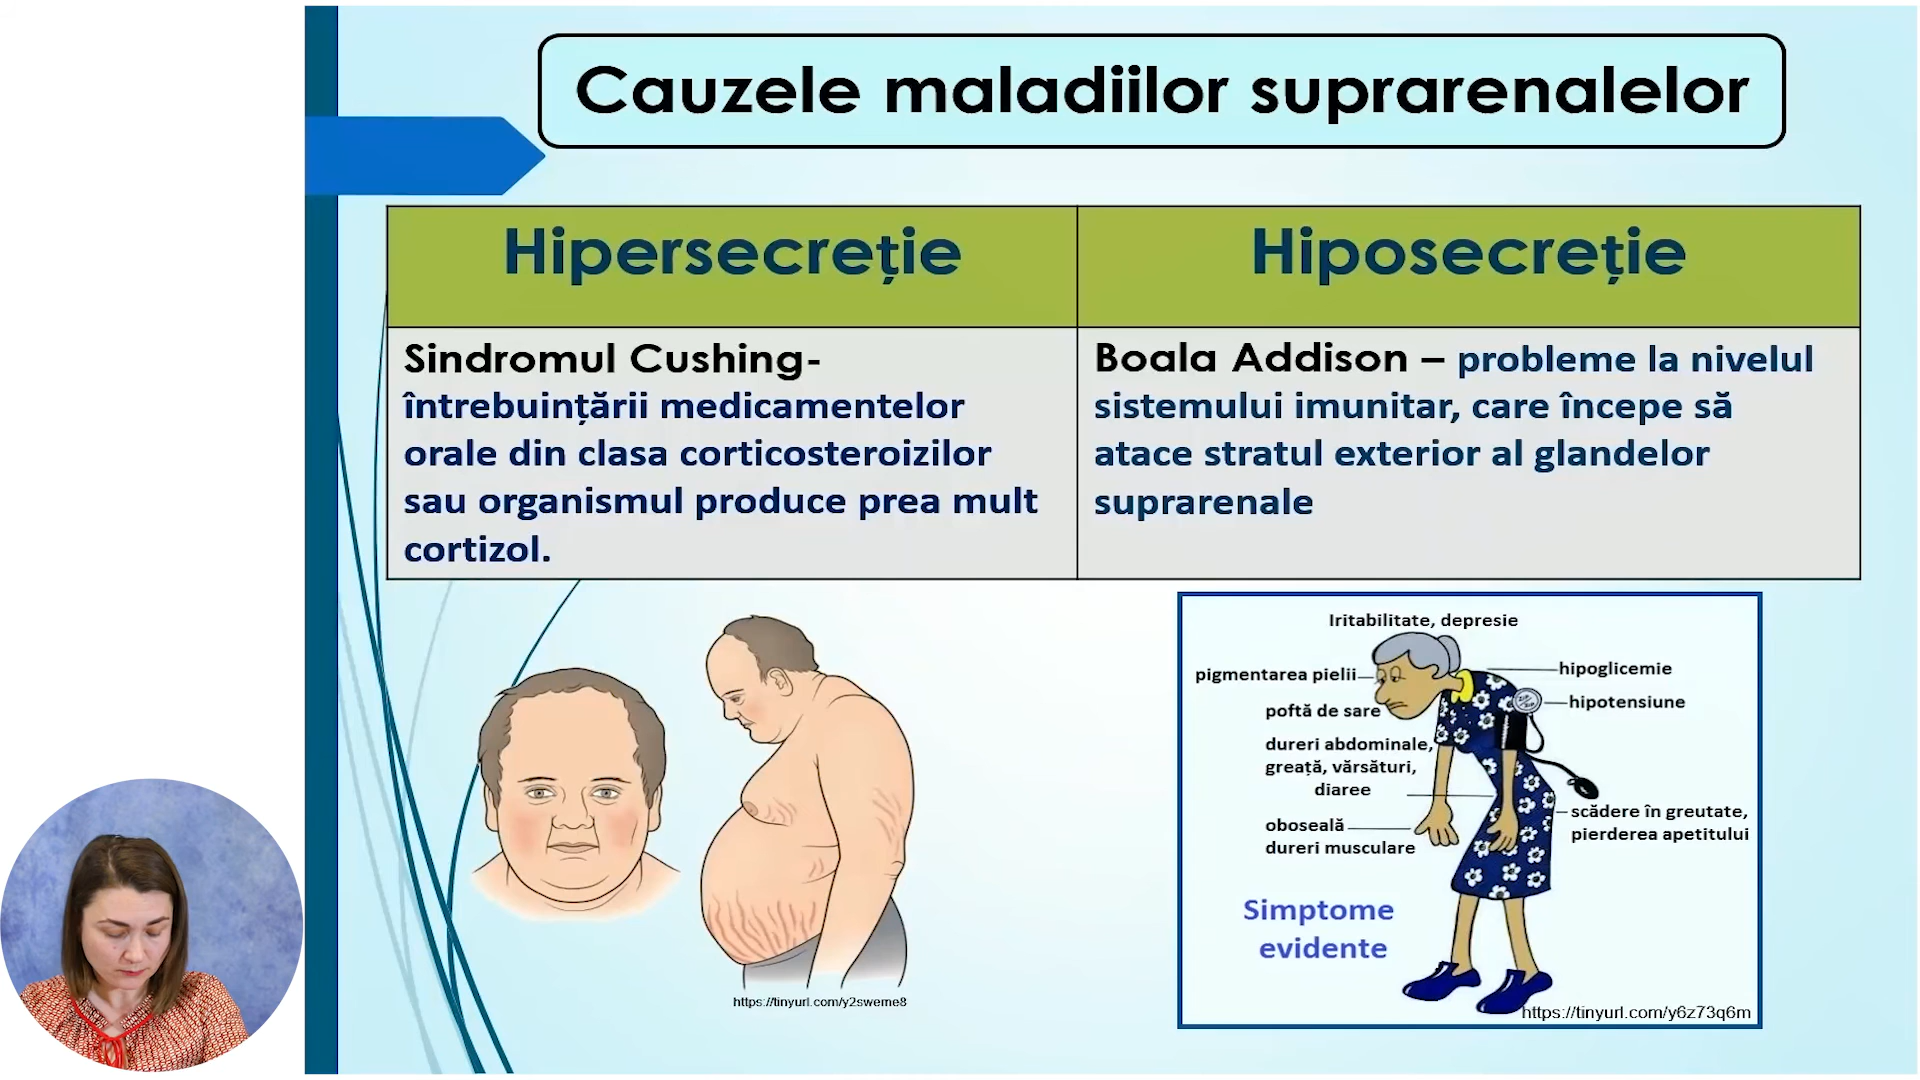 Cauzele maladiilor suprarenalelor
Hipersecreție
Hiposecreție
Sindromul Cushing-
întrebuințării medicamentelor
orale din clasa corticosteroizilor
sau organismul produce prea mult
cortizol.
Boala Addison – probleme la nivelul
sistemului imunitar, care începe să
atace stratul exterior al glandelor
suprarenale
https://tinyurl.com/y2sweme8
Iritabilitate, depresie
pigmentarea pielii
hipoglicemie
hipotensiune
poftă de sare
dureri abdominale,
greață, vărsături,
diaree
oboseală
dureri musculare
scădere în greutate,
pierderea apetitului
Simptome
evidente
https://tinyurl.com/y6z73q6m